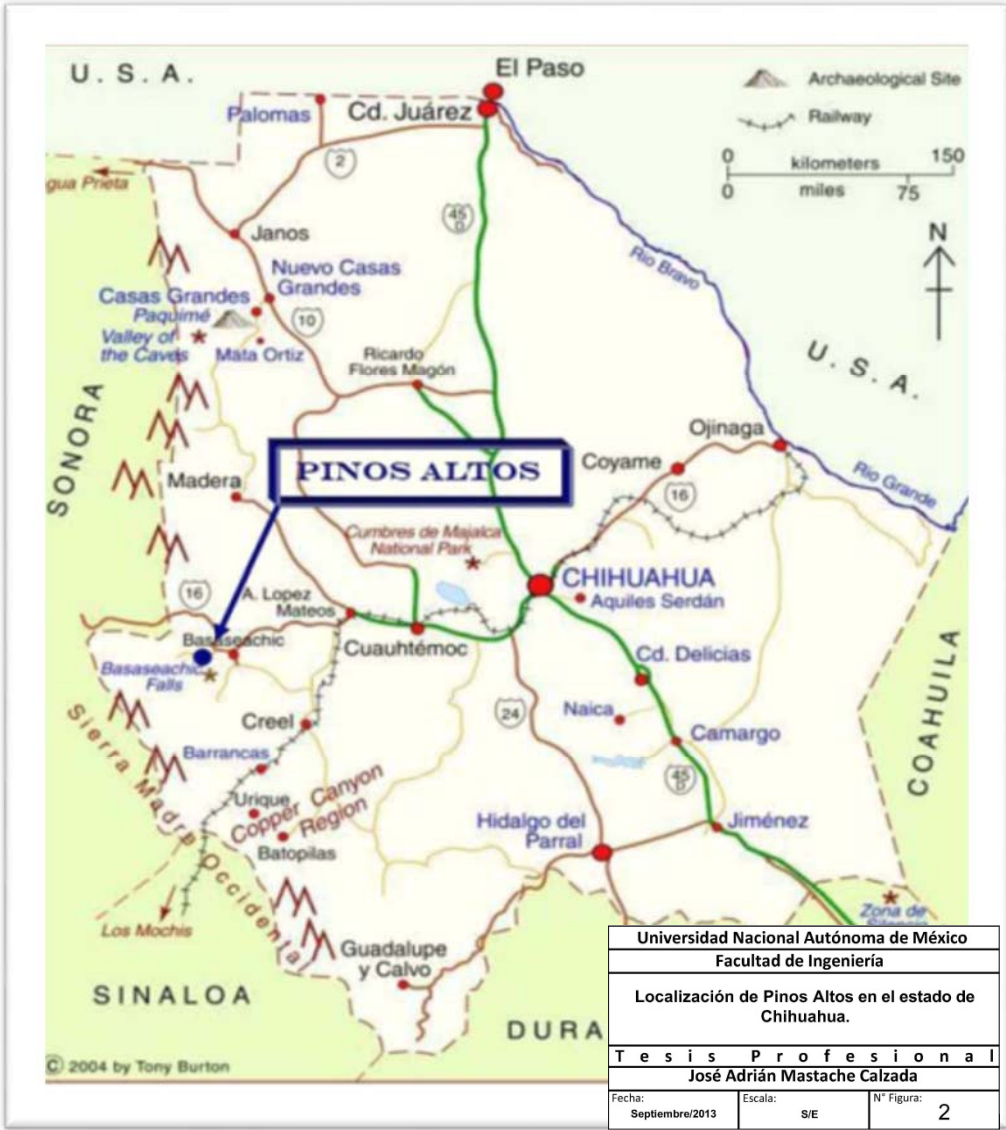 U.S.A.
El Paso
Archaeological Site
Palomas
Cd. Juárez
Railway
2
0
150
kilometers
gua Prieta
0
miles
75
45
D
Janos
N
Nuevo Casas
Grandes
Rio Bravo
Casas Grandes
Paquimé
10
Valley of
the Caves
Mata Ortiz
Ricardo
Flores Magón
U.S.A.
SONORA
Ojinaga
PINOS ALTOS
Coyame
Madera
16
Rio Grande
Cumbres de Majalca
National Park
CHIHUAHUA
16
A. Lopez
Mateos
Aquiles Serdán
Basaseachic
Cuauhtémoc
Cd. Delicias
Basaseachic
Falls
COAHUILA
Creel
24
Naica
Camargo
Barrancas
45
D
Sierra Madre Occidental
Urique
Copper Canyon
Region
Hidalgo del
Parral
Jiménez
Batopilas
Zona de
Silencio
Los Mochis
Guadalupe
y Calvo
SINALOA
DURA
© 2004 by Tony Burton
Universidad Nacional Autónoma de México
Facultad de Ingeniería
Localización de Pinos Altos en el estado de
Chihuahua.
Tesis Profesional
José Adrián Mastache Calzada
Fecha:
Septiembre/2013
Escala:
S/E
N° Figura:
2